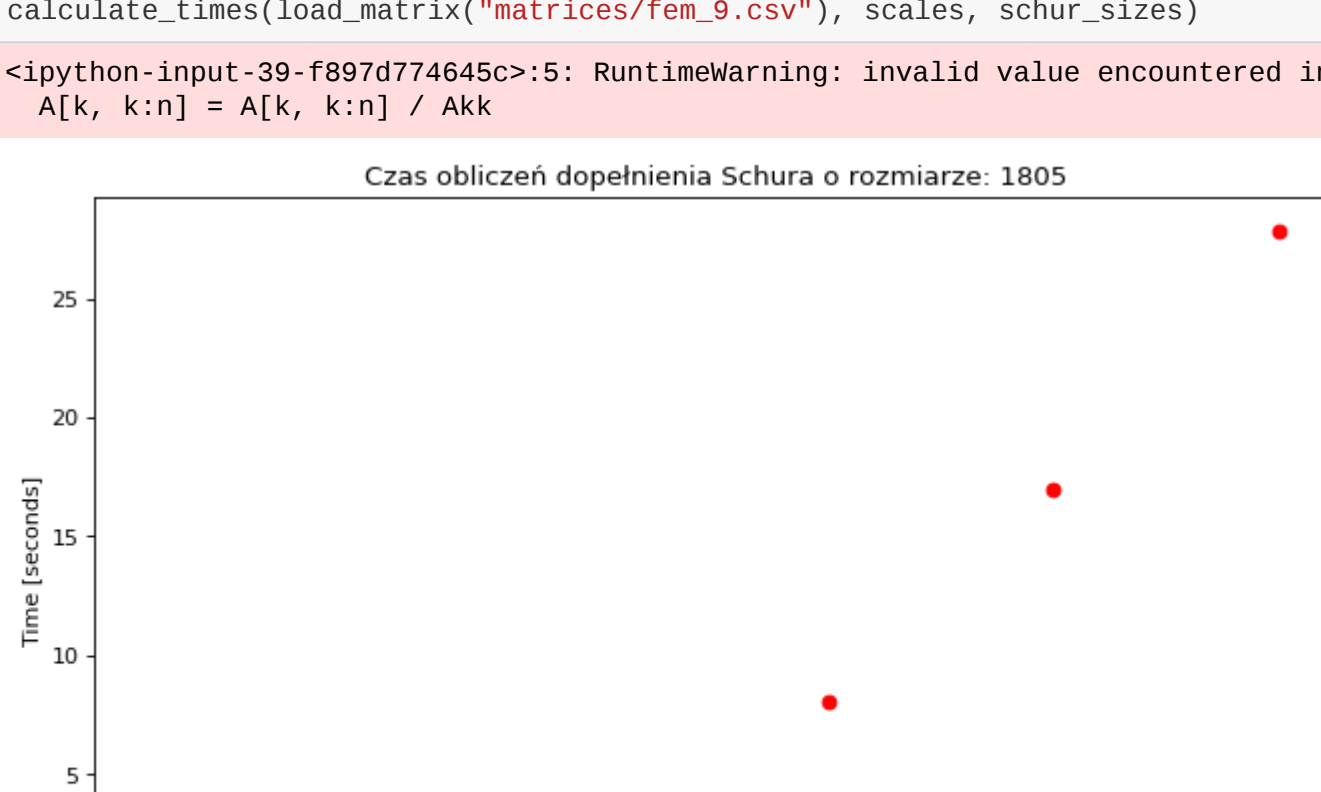 calculate_times(load_matrix("matrices/fem_9.csv"), scales, schur_sizes)
<ipython-input-39-f897d774645c>:5: RuntimeWarning: invalid value encountered
A[k, k:n] = A[k, k:n] / Akk
Czas obliczeń dopełnienia Schura o rozmiarze: 1805
25
20
15
10
5
Time [seconds]